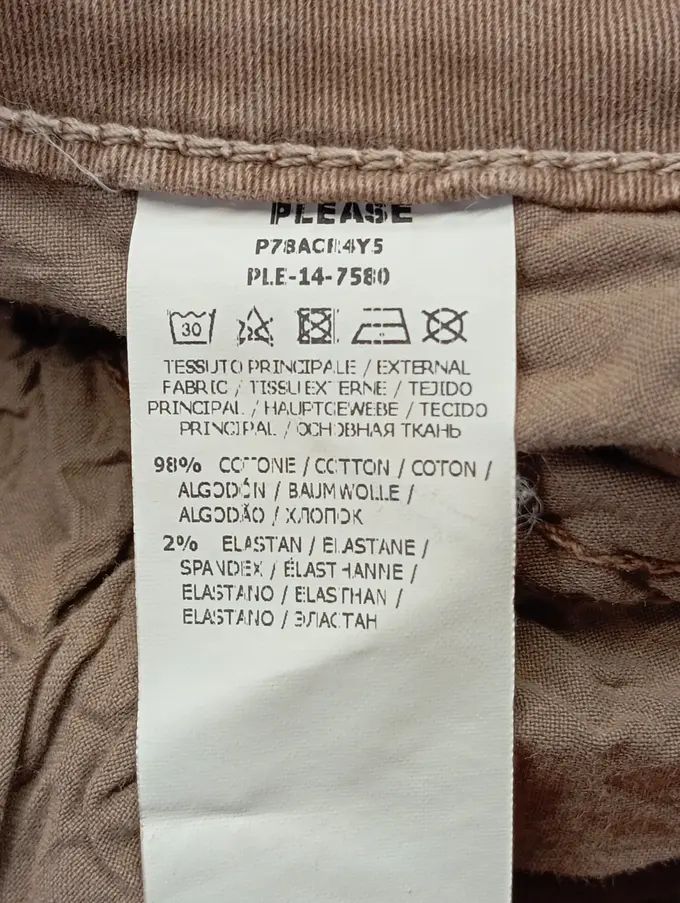 PLEASE
P78ACR4Y5
PLE-14-7580
30
TESSUTO PRINCIPALE / EXTERNAL
FABRIC / TISSU EXTERNE / TEJIDO
PRINCIPAL / HAUPTGEWEBE / TECIDO
PRINCIPAL / ОСНОВНАЯ ТКАНЬ
98% COTONE / COTTON / COTON /
ALGODÓN / BAUMWOLLE /
ALGODÃO / ХЛОПОК
2% ELASTAN / ELASTANE /
SPANDEX / ÉLASTHANNE /
ELASTANO / ELASTHAN /
ELASTANO / ЭЛАСТАН